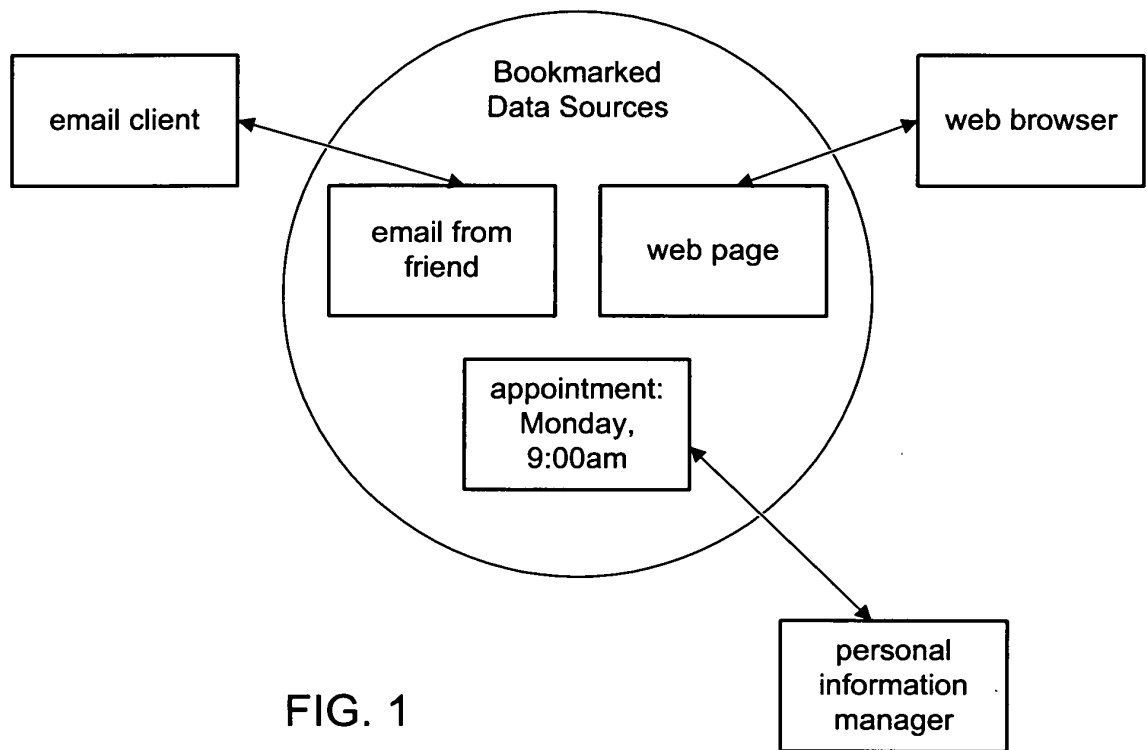 Bookmarked
Data Sources
email client
web browser
email from
friend
web page
appointment:
Monday,
9:00am
personal
information
manager
FIG. 1